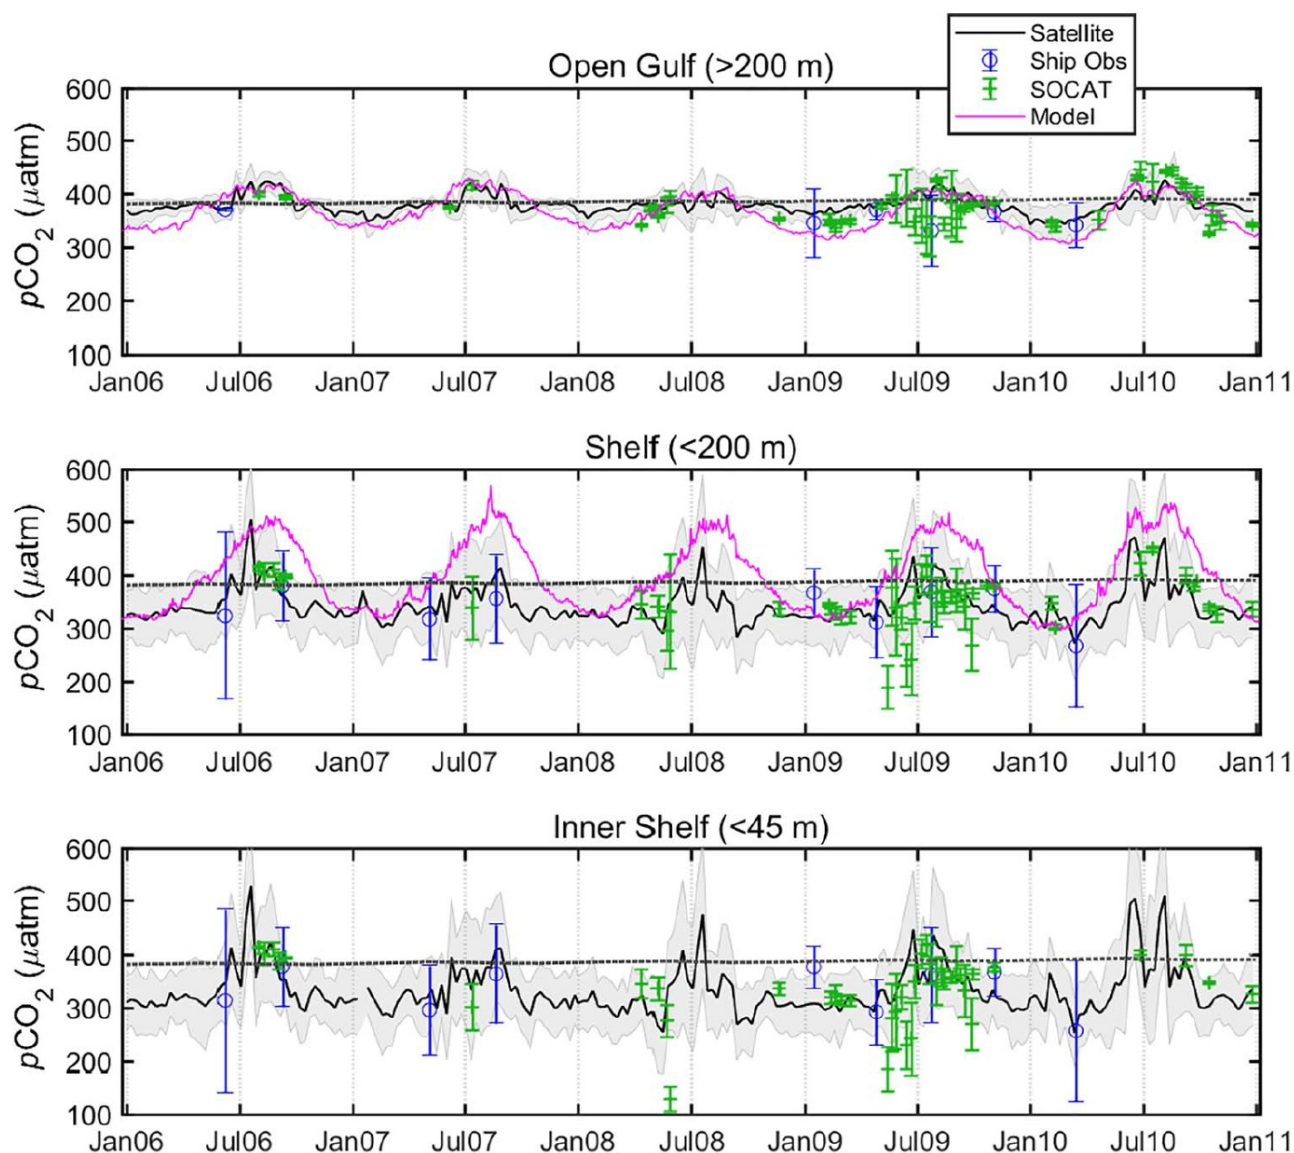 Open Gulf (>200 m)
Satellite
Ship Obs
SOCAT
Model
pCO2 (μatm)
600
500
400
300
200
100
Jan06 Jul06 Jan07 Jul07 Jan08 Jul08 Jan09 Jul09 Jan10 Jul10 Jan11
Shelf (<200 m)
pCO2 (μatm)
600
500
400
300
200
100
Jan06 Jul06 Jan07 Jul07 Jan08 Jul08 Jan09 Jul09 Jan10 Jul10 Jan11
Inner Shelf (<45 m)
pCO2 (μatm)
600
500
400
300
200
100
Jan06 Jul06 Jan07 Jul07 Jan08 Jul08 Jan09 Jul09 Jan10 Jul10 Jan11